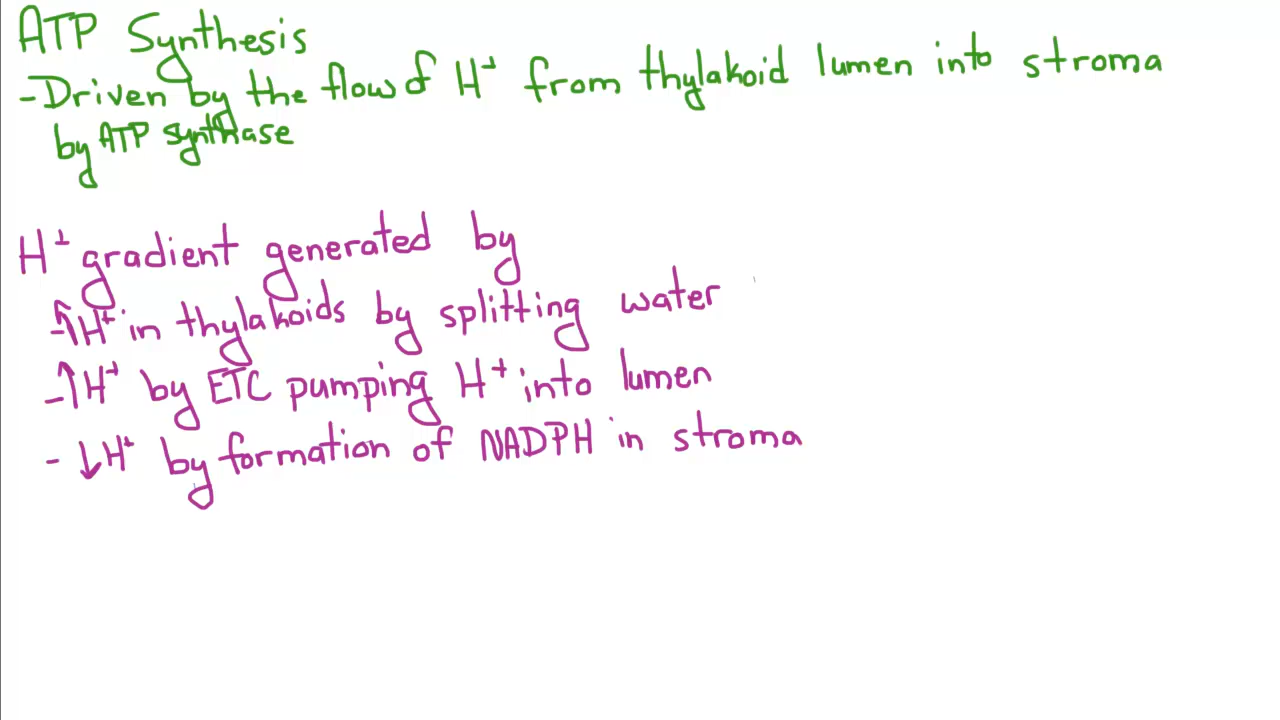 ATP Synthesis
- Driven by the flow of H⁺ from thylakoid lumen into stroma
by ATP synthase
H⁺ gradient generated by
- ↑H⁺ in thylakoids by splitting water
- ↑H⁺ by ETC pumping H⁺ into lumen
- ↓H⁺ by formation of NADPH in stroma